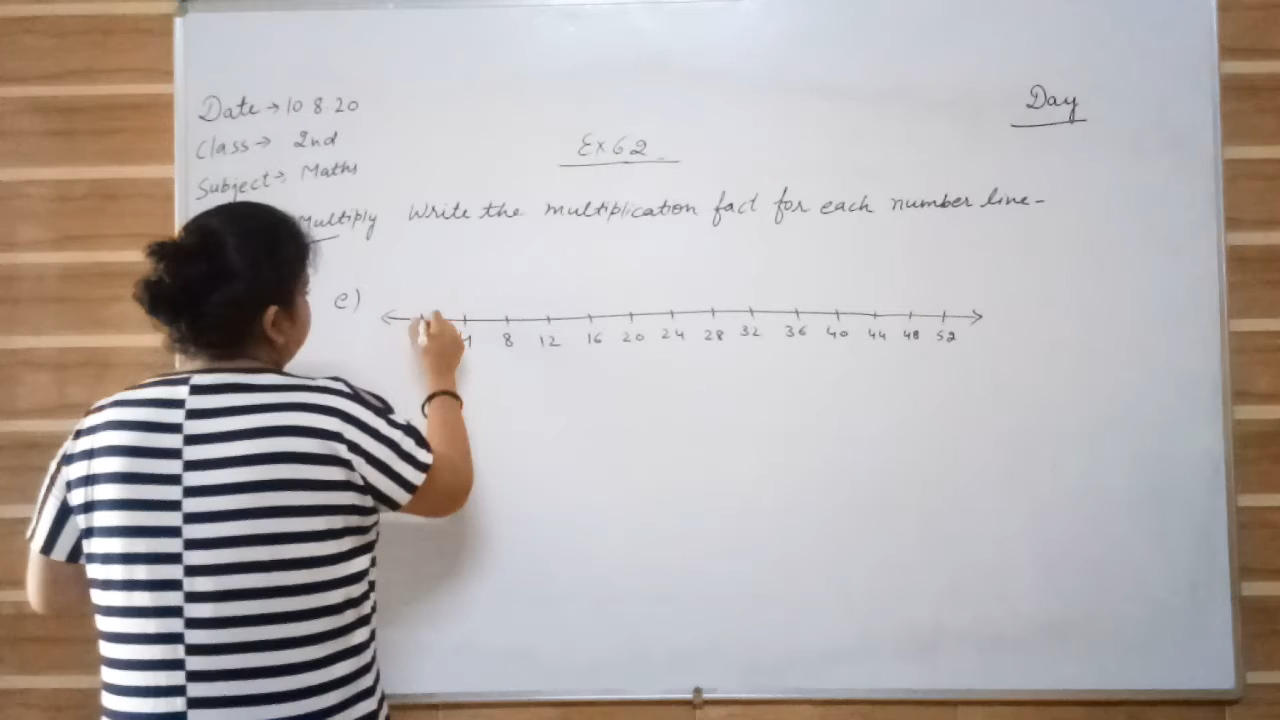 Date → 10 8 20
Day
Class → 2nd
Ex 6 2
Subject → Maths
Multiply Write the multiplication fact for each number line-
e)
4 8 12 16 20 24 28 32 36 40 44 48 52